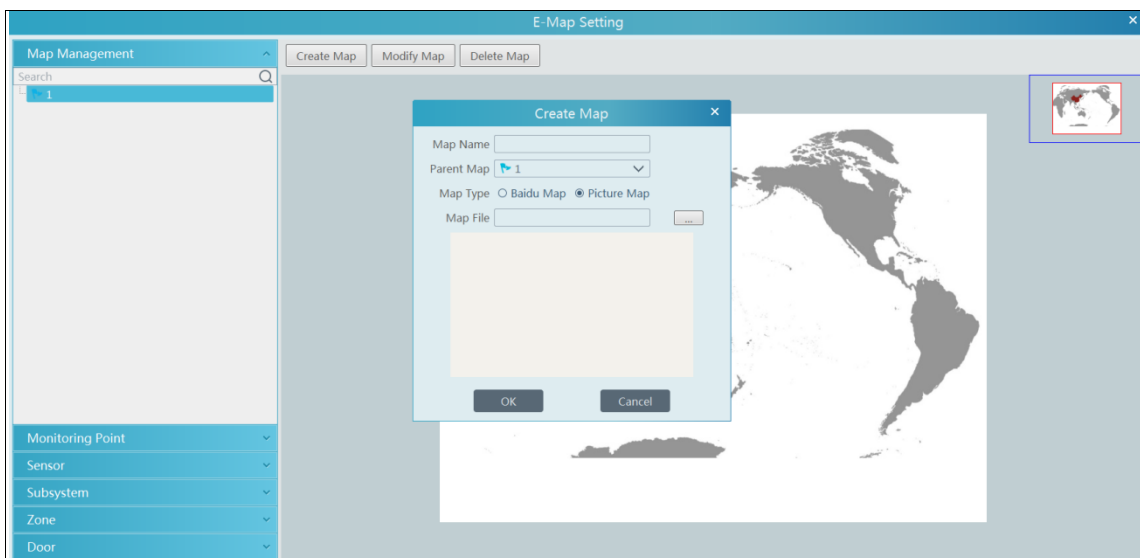 E-Map Setting
Map Management
Search
1
Create Map Modify Map Delete Map
Create Map
Map Name
Parent Map 1
Map Type Baidu Map Picture Map
Map File ...
OK Cancel
Monitoring Point
Sensor
Subsystem
Zone
Door